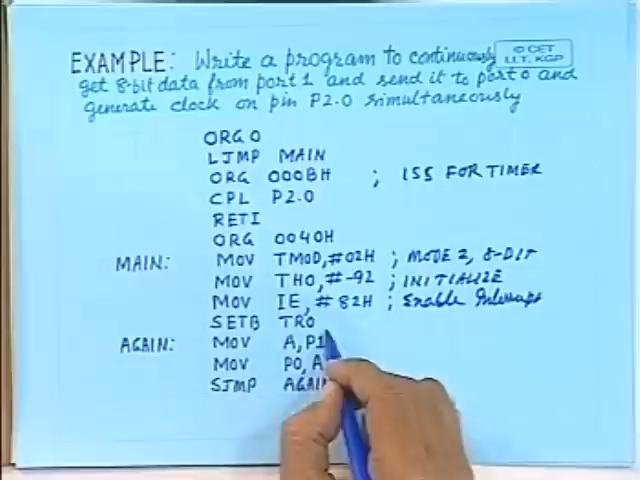 EXAMPLE: Write a program to continuously
get 8-bit data from port 1 and send it to port 0 and
generate clock on pin P2.0 simultaneously
© CET
I.I.T. KGP
ORG 0
LJMP MAIN
ORG 000BH ; ISS FOR TIMER
CPL P2.0
RETI
ORG 0040H
MAIN: MOV TMOD,#02H ; MODE 2, 8-BIT
MOV TH0,#-92 ; INITIALIZE
MOV IE,#82H ; Enable Interrupts
SETB TR0
AGAIN: MOV A,P1
MOV P0,A
SJMP AGAIN